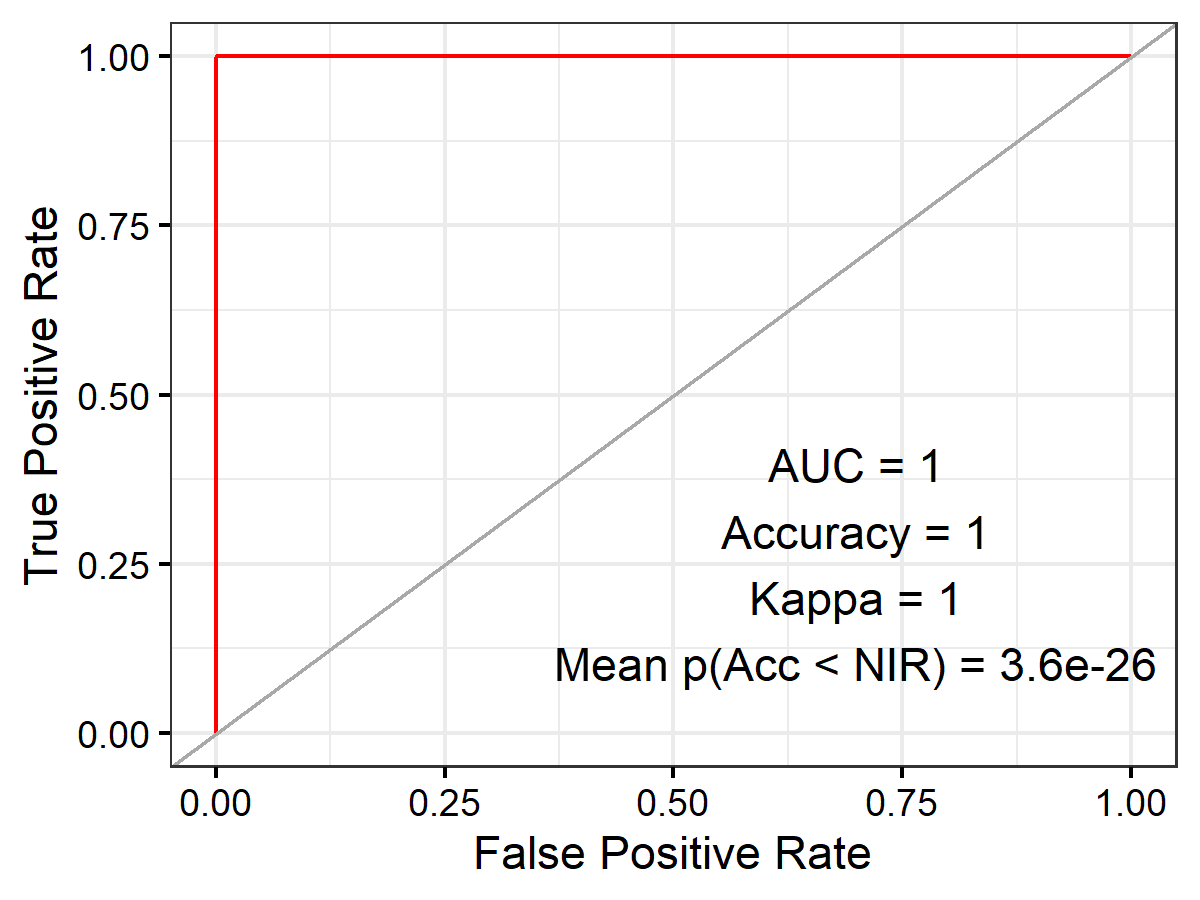 True Positive Rate
1.00
0.75
0.50
0.25
0.00
AUC = 1
Accuracy = 1
Kappa = 1
Mean p(Acc < NIR) = 3.6e-26
0.00 0.25 0.50 0.75 1.00
False Positive Rate